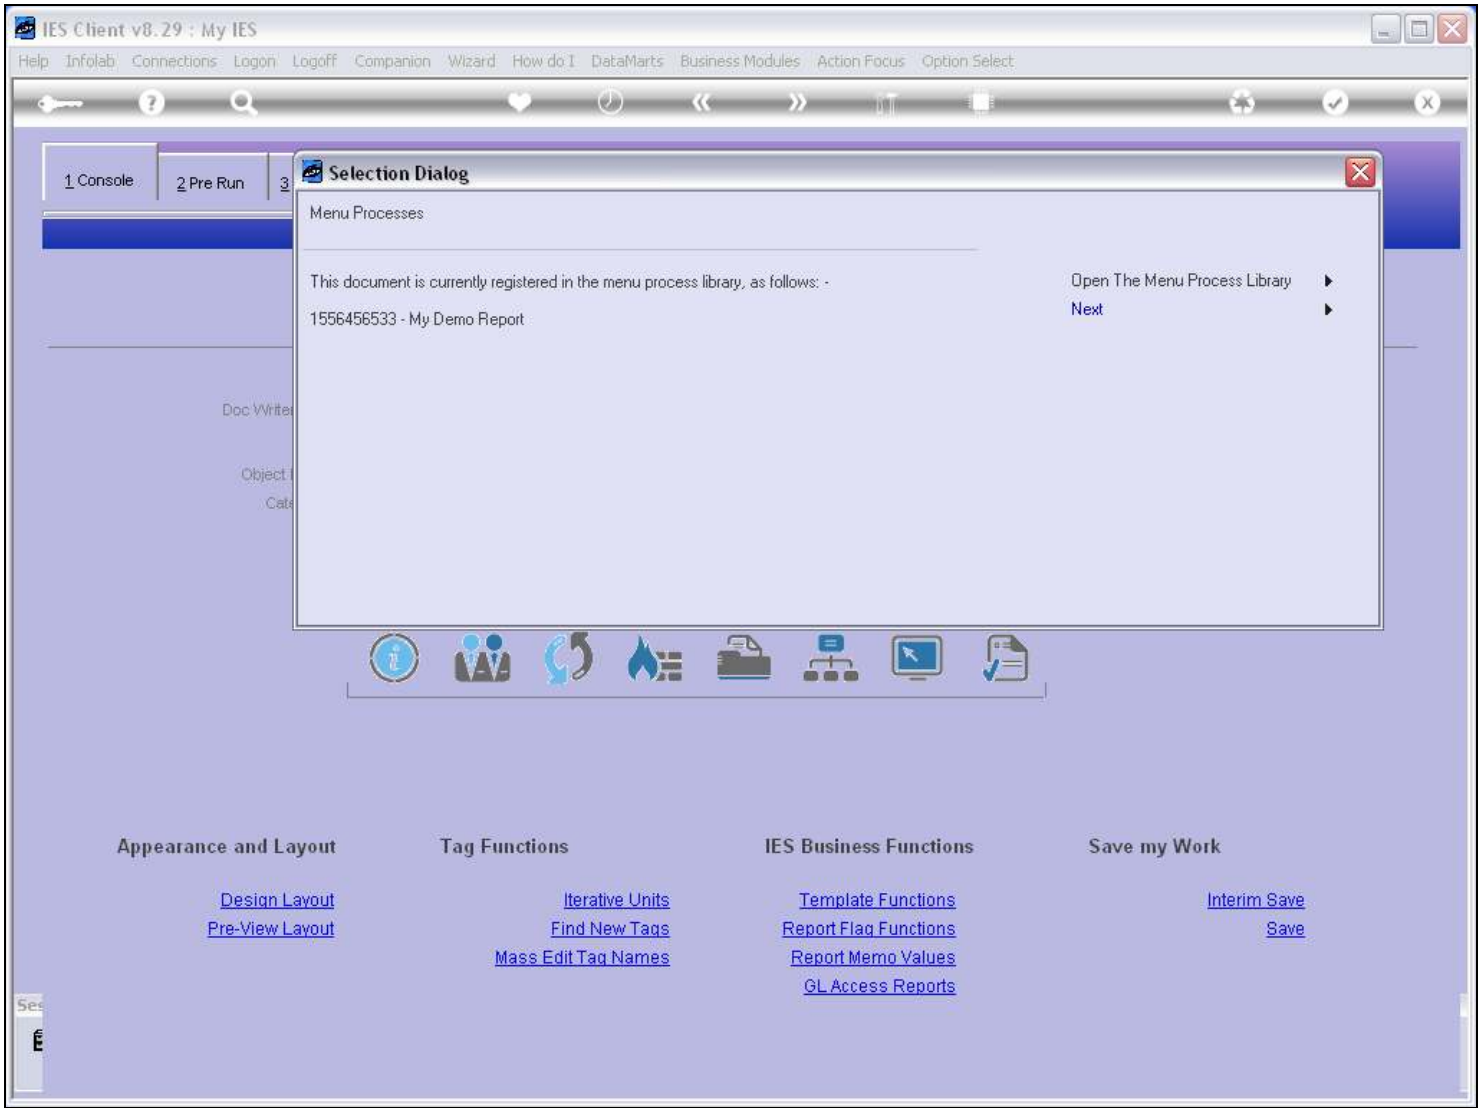 IES Client v8.29 : My IES
Help Infolab Connections Logon Logoff Companion Wizard How do I DataMarts Business Modules Action Focus Option Select
1 Console 2 Pre Run 3
Selection Dialog
Menu Processes
This document is currently registered in the menu process library, as follows: -
Open The Menu Process Library
Next
1556456533 - My Demo Report
Doc Writer
Object
Cate
Appearance and Layout
Design Layout
Pre-View Layout
Tag Functions
Iterative Units
Find New Tags
Mass Edit Tag Names
IES Business Functions
Template Functions
Report Flag Functions
Report Memo Values
GL Access Reports
Save my Work
Interim Save
Save
Ses